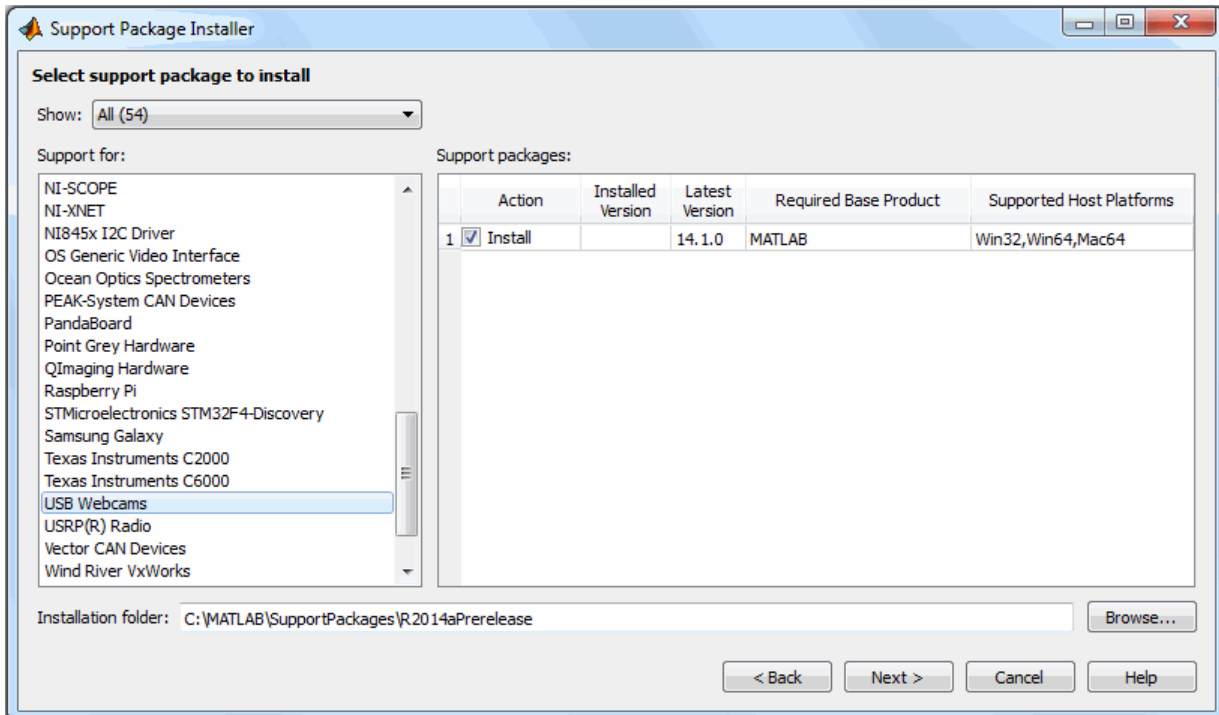 Support Package Installer
Select support package to install
Show: All (54)
Support for:
Support packages:
NI-SCOPE
NI-XNET
NI845x I2C Driver
OS Generic Video Interface
Ocean Optics Spectrometers
PEAK-System CAN Devices
PandaBoard
Point Grey Hardware
QImaging Hardware
Raspberry Pi
STMicroelectronics STM32F4-Discovery
Samsung Galaxy
Texas Instruments C2000
Texas Instruments C6000
USB Webcams
USRP(R) Radio
Vector CAN Devices
Wind River VxWorks
Action Installed Version Latest Version Required Base Product Supported Host Platforms
1 Install 14.1.0 MATLAB Win32,Win64,Mac64
Installation folder: C:\MATLAB\SupportPackages\R2014aPrerelease Browse...
< Back Next > Cancel Help